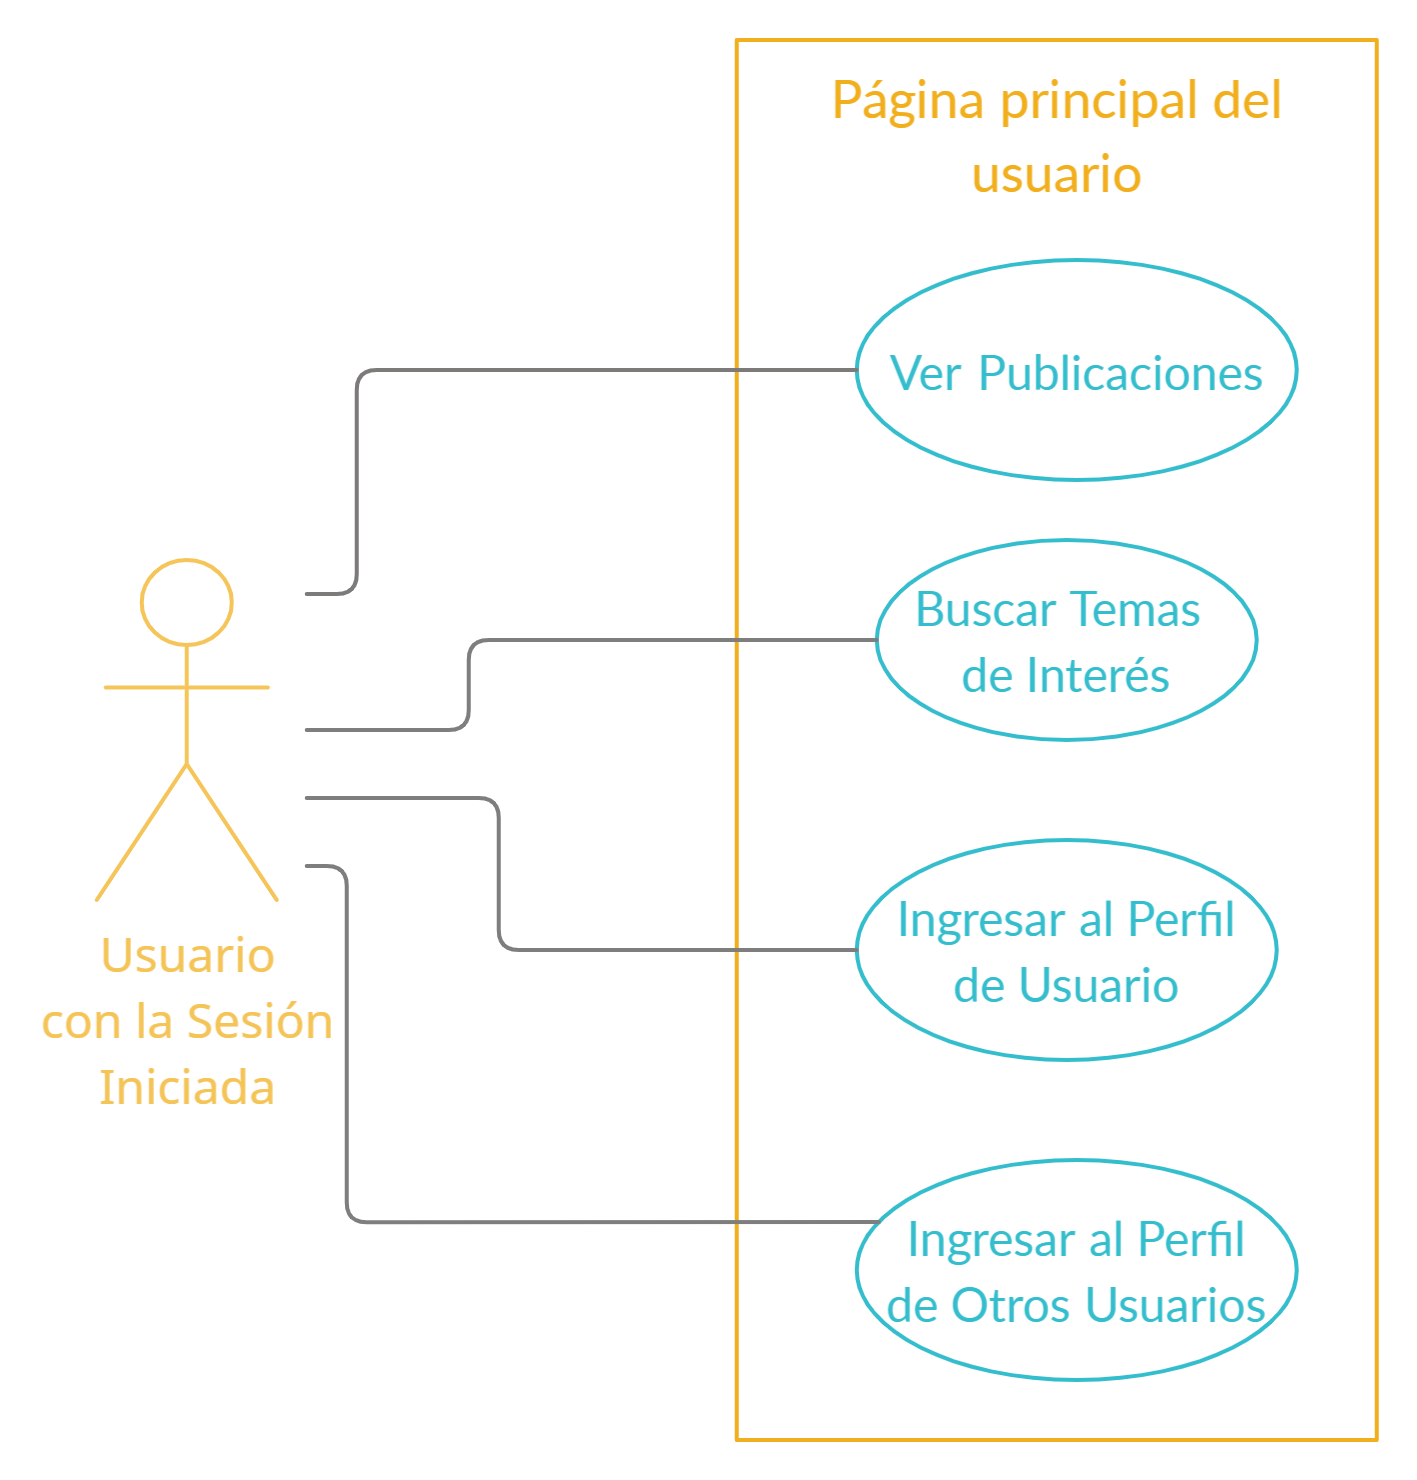 Página principal del
usuario
Ver Publicaciones
Buscar Temas
de Interés
Ingresar al Perfil
de Usuario
Ingresar al Perfil
de Otros Usuarios
Usuario
con la Sesión
Iniciada